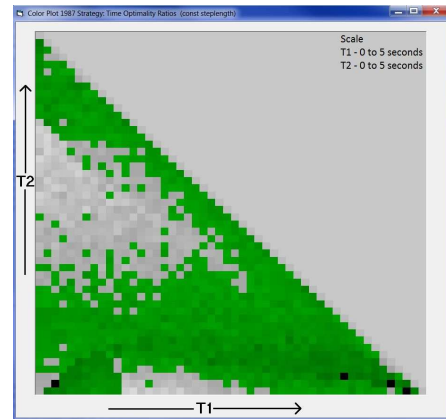 Color Plot 1987 Strategy: Time Optimality Ratios (const steplength)
Scale
T1 - 0 to 5 seconds
T2 - 0 to 5 seconds
T2
T1